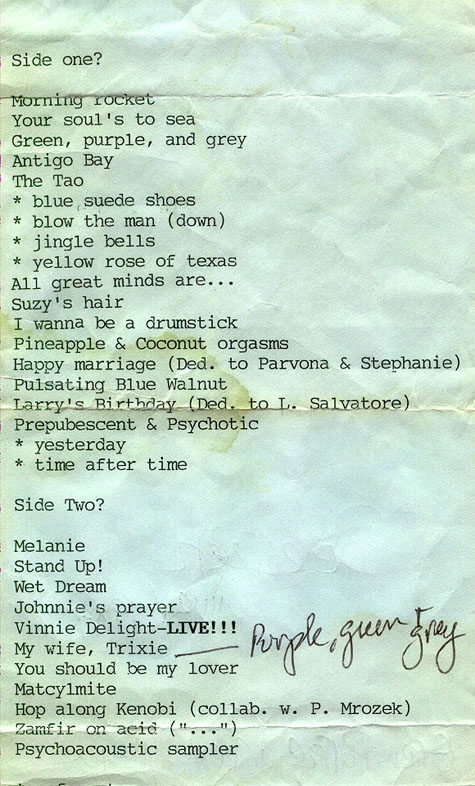 Side one?
Morning rocket
Your soul's to sea
Green, purple, and grey
Antigo Bay
The Tao
* blue suede shoes
* blow the man (down)
* jingle bells
* yellow rose of texas
All great minds are...
Suzy's hair
I wanna be a drumstick
Pineapple & Coconut orgasms
Happy marriage (Ded. to Parvona & Stephanie)
Pulsating Blue Walnut
Larry's Birthday (Ded. to L. Salvatore)
Prepubescent & Psychotic
* yesterday
* time after time
Side Two?
Melanie
Stand Up!
Wet Dream
Johnnie's prayer
Vinnie Delight-LIVE!!!
My wife, Trixie —— Purple, green + grey
You should be my lover
Matcylmite
Hop along Kenobi (collab. w. P. Mrozek)
Zamfir on acid ("...")
Psychoacoustic sampler